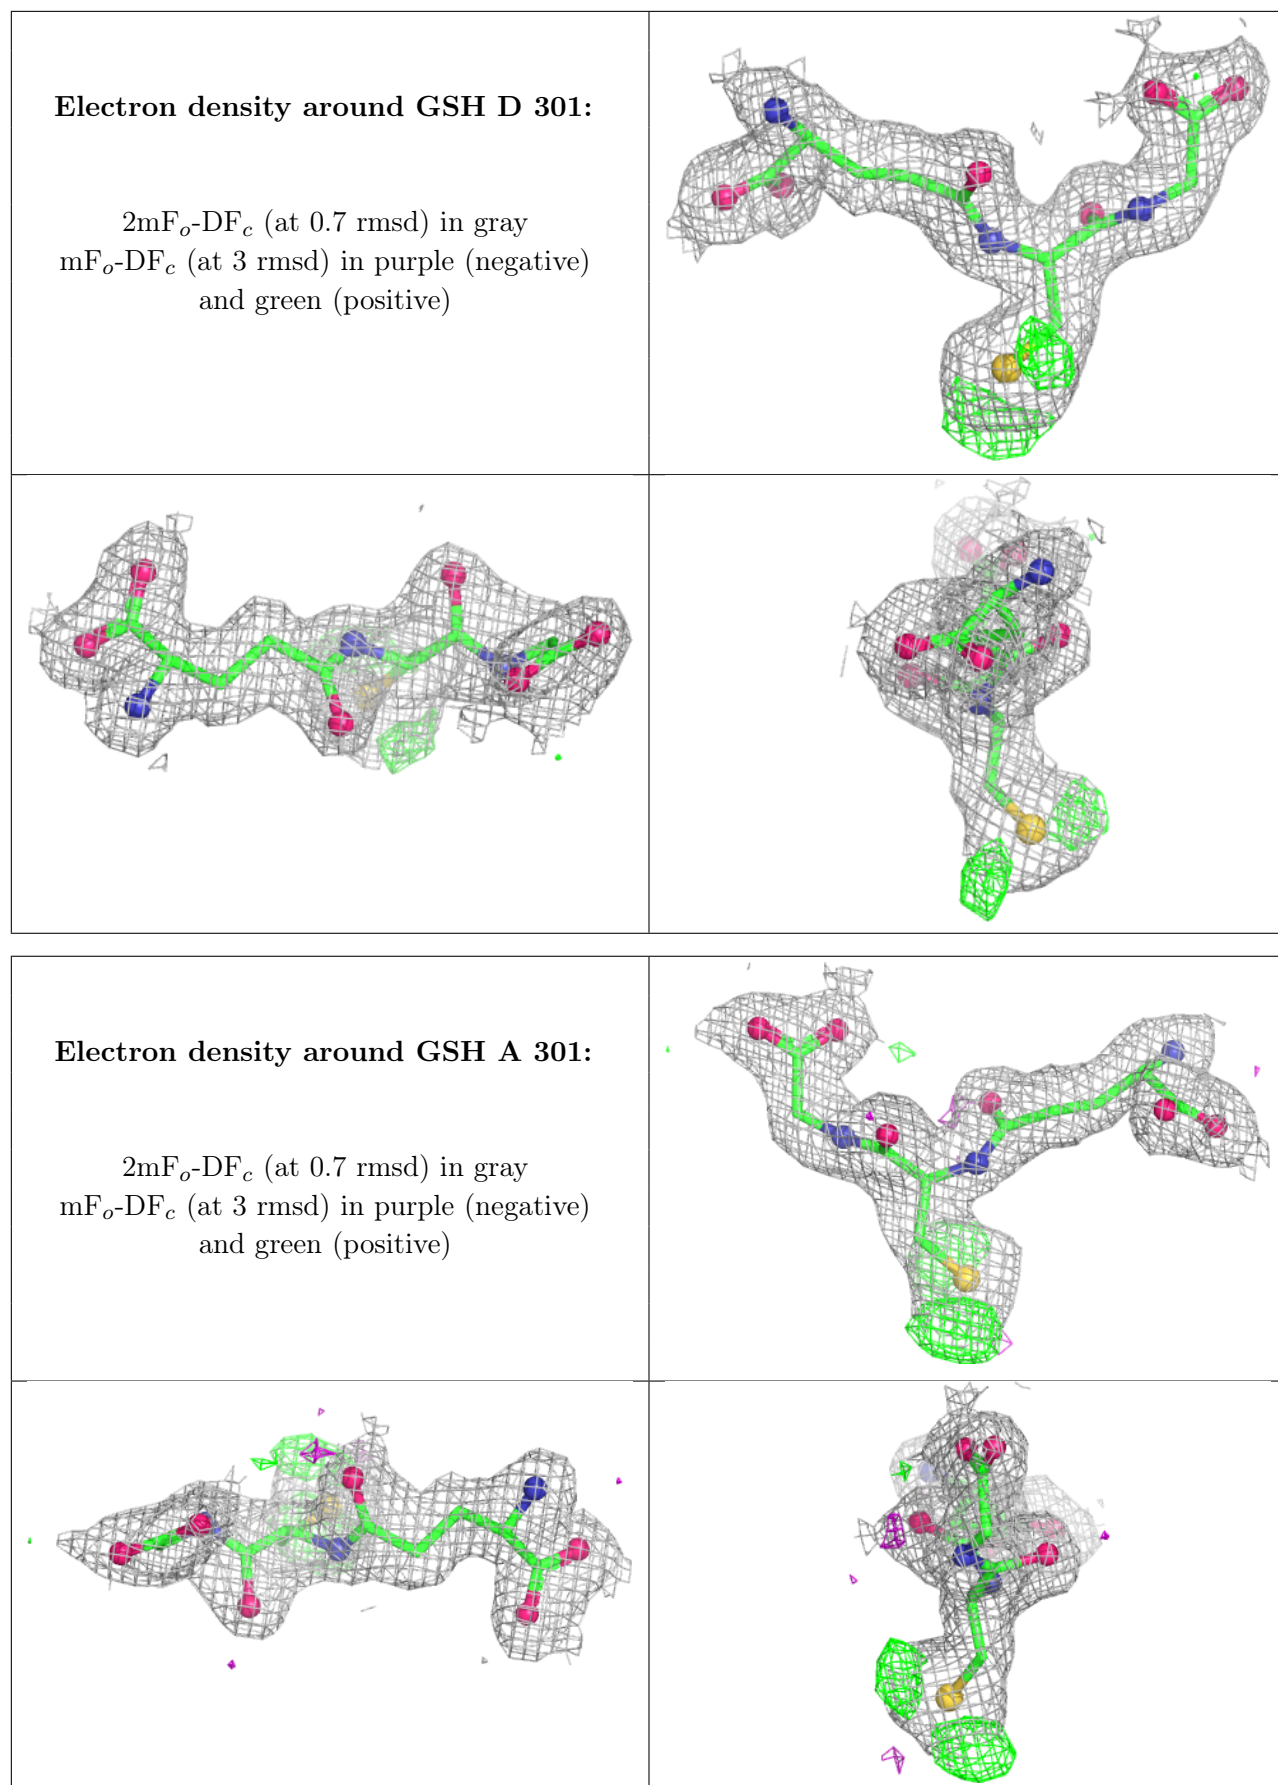 Electron density around GSH D 301:
2mFo-DFc (at 0.7 rmsd) in gray
mFo-DFc (at 3 rmsd) in purple (negative)
and green (positive)
Electron density around GSH A 301:
2mFo-DFc (at 0.7 rmsd) in gray
mFo-DFc (at 3 rmsd) in purple (negative)
and green (positive)